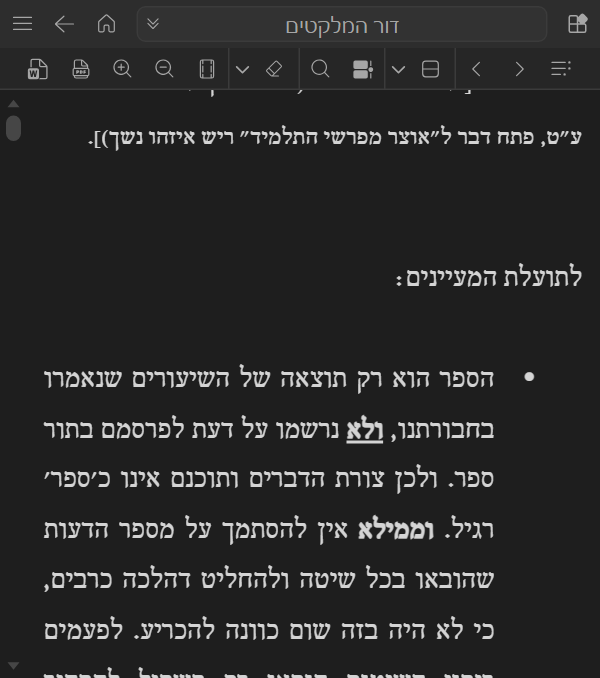 דור המלקטים
ע״ט, פתח דבר ל״אוצר מפרשי התלמיד״ ריש איזהו נשך)].
לתועלת המעיינים:
• הספר הוא רק תוצאה של השיעורים שנאמרו
בחבורתנו, ולא נרשמו על דעת לפרסמם בתור
ספר. ולכן צורת הדברים ותוכנם אינו כ׳ספר׳
רגיל. וממילא אין להסתמך על מספר הדעות
שהובאו בכל שיטה ולהחליט דהלכה כרבים,
כי לא היה בזה שום כוונה להכריע. לפעמים